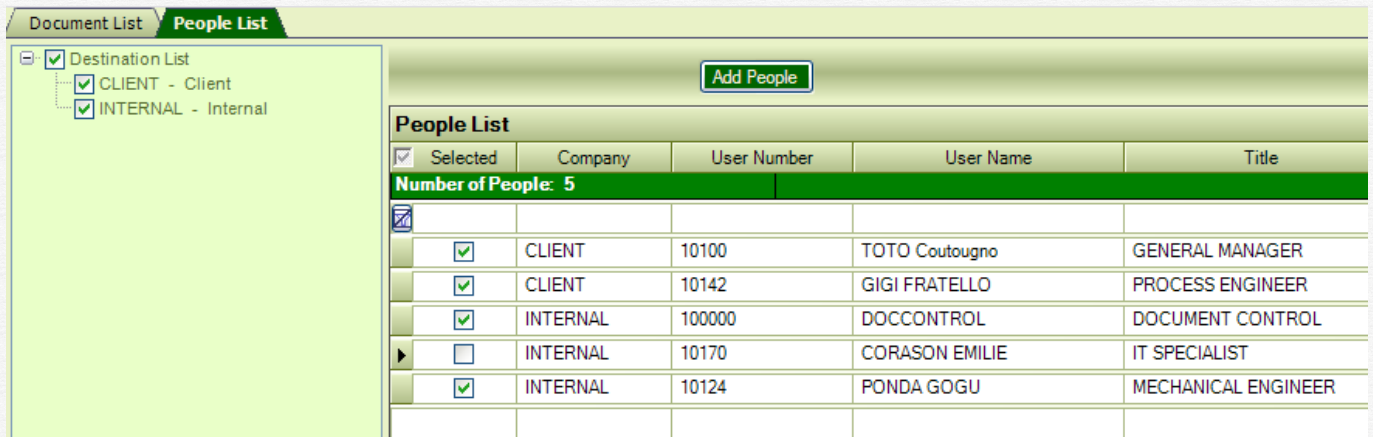 Document List People List
Destination List
CLIENT - Client
INTERNAL - Internal
Add People
People List
Selected Company User Number User Name Title
Number of People: 5
CLIENT 10100 TOTO Coutougno GENERAL MANAGER
CLIENT 10142 GIGI FRATELLO PROCESS ENGINEER
INTERNAL 100000 DOCCONTROL DOCUMENT CONTROL
INTERNAL 10170 CORASON EMILIE IT SPECIALIST
INTERNAL 10124 PONDA GOGU MECHANICAL ENGINEER